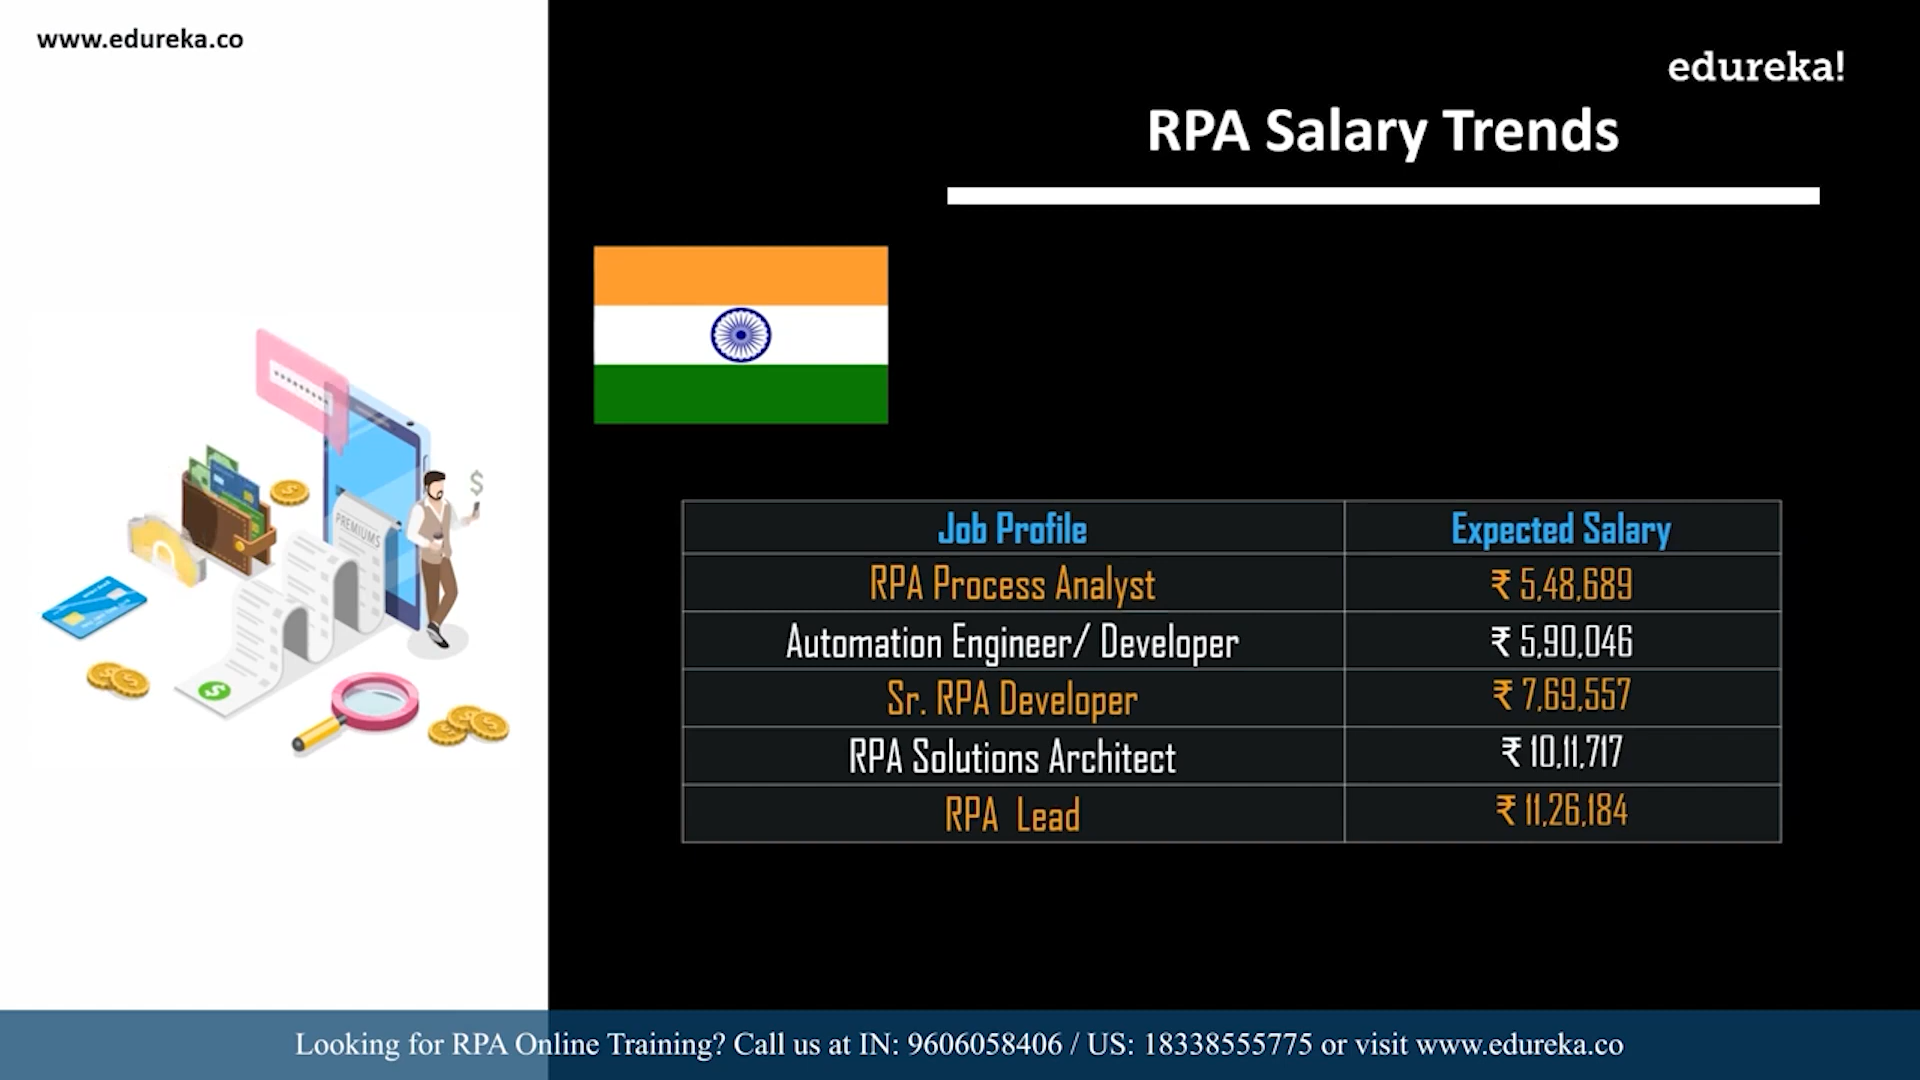 www.edureka.co
edureka!
RPA Salary Trends
PREMIUMS
Job Profile Expected Salary
RPA Process Analyst ₹ 5,48,689
Automation Engineer/ Developer ₹ 5,90,046
Sr. RPA Developer ₹ 7,69,557
RPA Solutions Architect ₹ 10,11,717
RPA Lead ₹ 11,26,184
Looking for RPA Online Training? Call us at IN: 9606058406 / US: 18338555775 or visit www.edureka.co